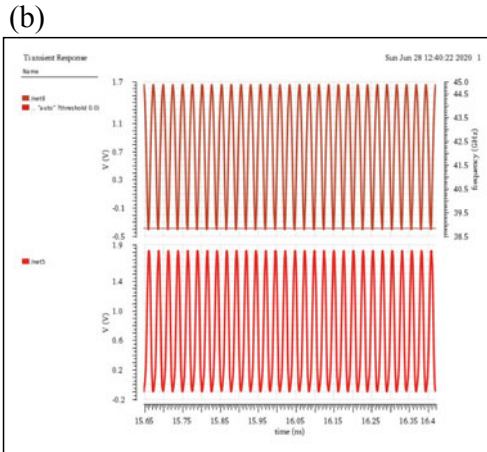 (b)
Transient Response Sun Jun 28 12:40:22 2020 1
Name
/net8
... "auto" ?threshold 0.0)
1.7
1.1
0.7
0.3
-0.1
-0.5
V (V)
45.0
44.5
43.5
42.5
41.5
40.5
39.5
38.5
frequency (GHz)
/net5
1.9
1.4
1.0
0.6
0.2
-0.2
V (V)
15.65 15.75 15.85 15.95 16.05 16.15 16.25 16.35 16.4
time (ns)